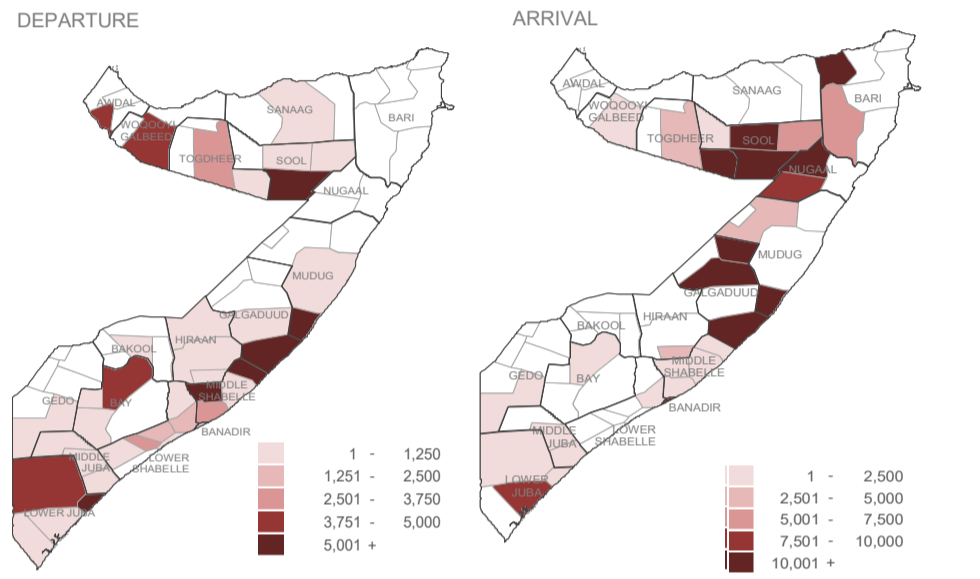 DEPARTURE
AWDAL
WOQOOYI
GALBEED
TOGDHEER
SANAAG
SOOL
BARI
NUGAAL
MUDUG
GALGADUUD
HIRAAN
BAKOOL
MIDDLE
SHABELLE
GEDO
BAY
BANADIR
MIDDLE
JUBA
LOWER
SHABELLE
LOWER JUBA
1 - 1,250
1,251 - 2,500
2,501 - 3,750
3,751 - 5,000
5,001 +
ARRIVAL
AWDAL
WOQOOYI
GALBEED
TOGDHEER
SANAAG
SOOL
BARI
NUGAAL
MUDUG
GALGADUUD
HIRAAN
BAKOOL
MIDDLE
SHABELLE
GEDO
BAY
BANADIR
MIDDLE
JUBA
LOWER
SHABELLE
LOWER
JUBA
1 - 2,500
2,501 - 5,000
5,001 - 7,500
7,501 - 10,000
10,001 +